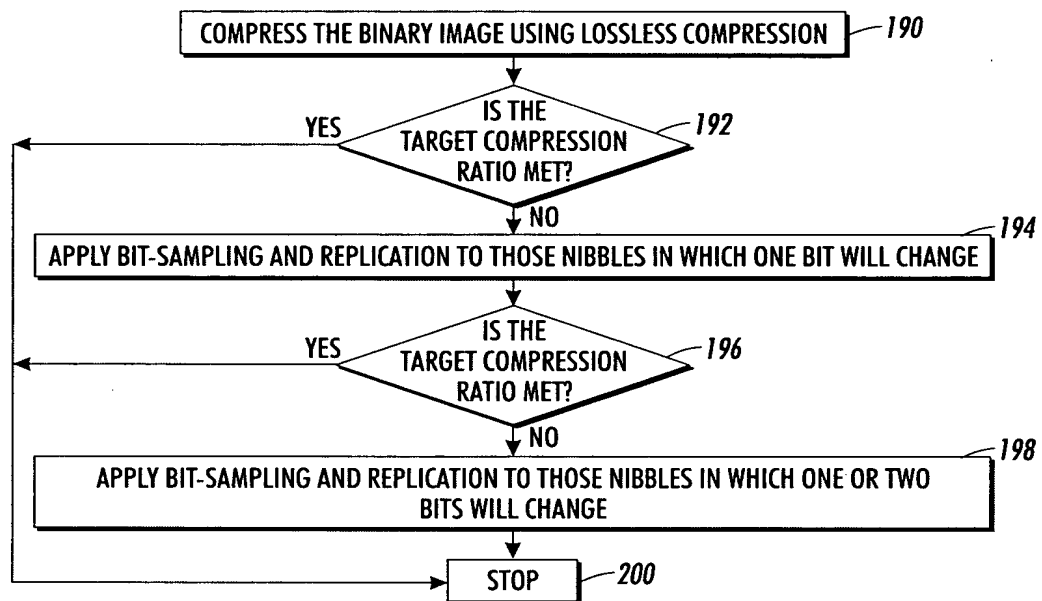 COMPRESS THE BINARY IMAGE USING LOSSLESS COMPRESSION
190
IS THE
TARGET COMPRESSION
RATIO MET?
192
YES
NO
194
APPLY BIT-SAMPLING AND REPLICATION TO THOSE NIBBLES IN WHICH ONE BIT WILL CHANGE
IS THE
TARGET COMPRESSION
RATIO MET?
196
YES
NO
198
APPLY BIT-SAMPLING AND REPLICATION TO THOSE NIBBLES IN WHICH ONE OR TWO
BITS WILL CHANGE
STOP
200